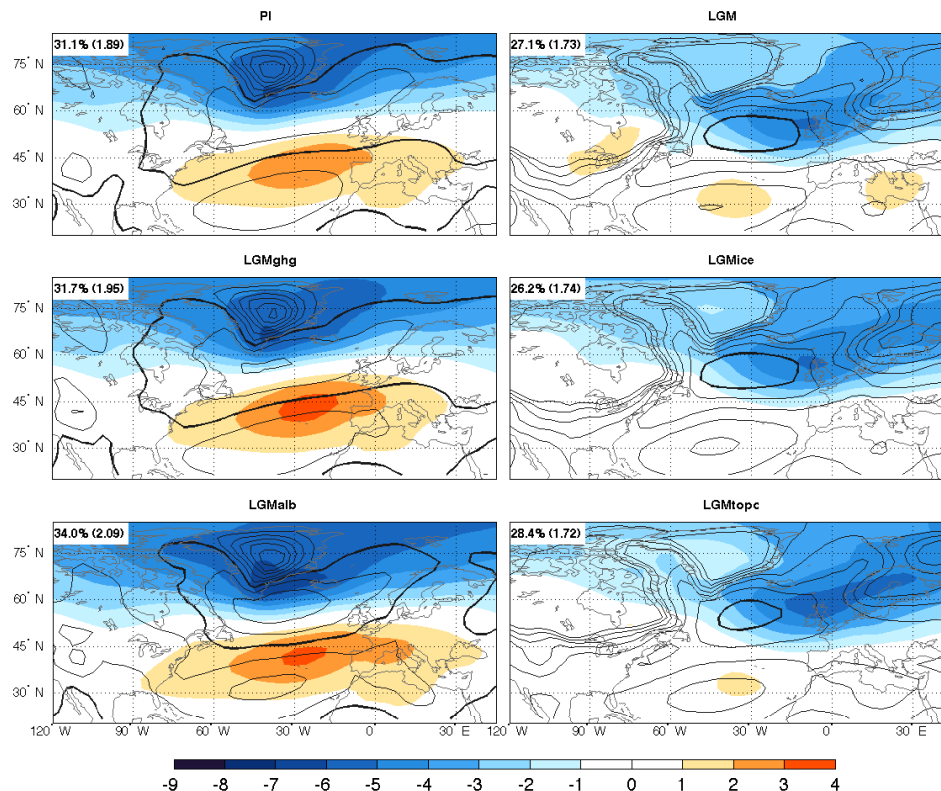 PI LGM
31.1% (1.89) 27.1% (1.73)
75° N
60° N
45° N
30° N
LGMghg LGMice
31.7% (1.95) 26.2% (1.74)
75° N
60° N
45° N
30° N
LGMalb LGMtopc
34.0% (2.09) 28.4% (1.72)
75° N
60° N
45° N
30° N
120° W 90° W 60° W 30° W 0° 30° E 90° W 60° W 30° W 0° 30° E
-9 -8 -7 -6 -5 -4 -3 -2 -1 0 1 2 3 4